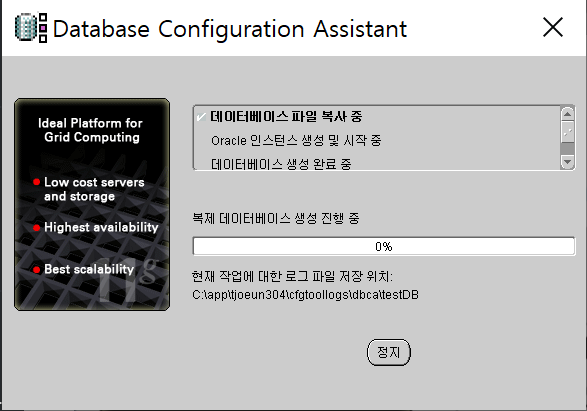 Database Configuration Assistant
Ideal Platform for
Grid Computing
Low cost servers
and storage
Highest availability
Best scalability
11g
데이터베이스 파일 복사 중
Oracle 인스턴스 생성 및 시작 중
데이터베이스 생성 완료 중
복제 데이터베이스 생성 진행 중
0%
현재 작업에 대한 로그 파일 저장 위치:
C:\app\tjoeun304\cfgtoollogs\dbca\testDB
정지